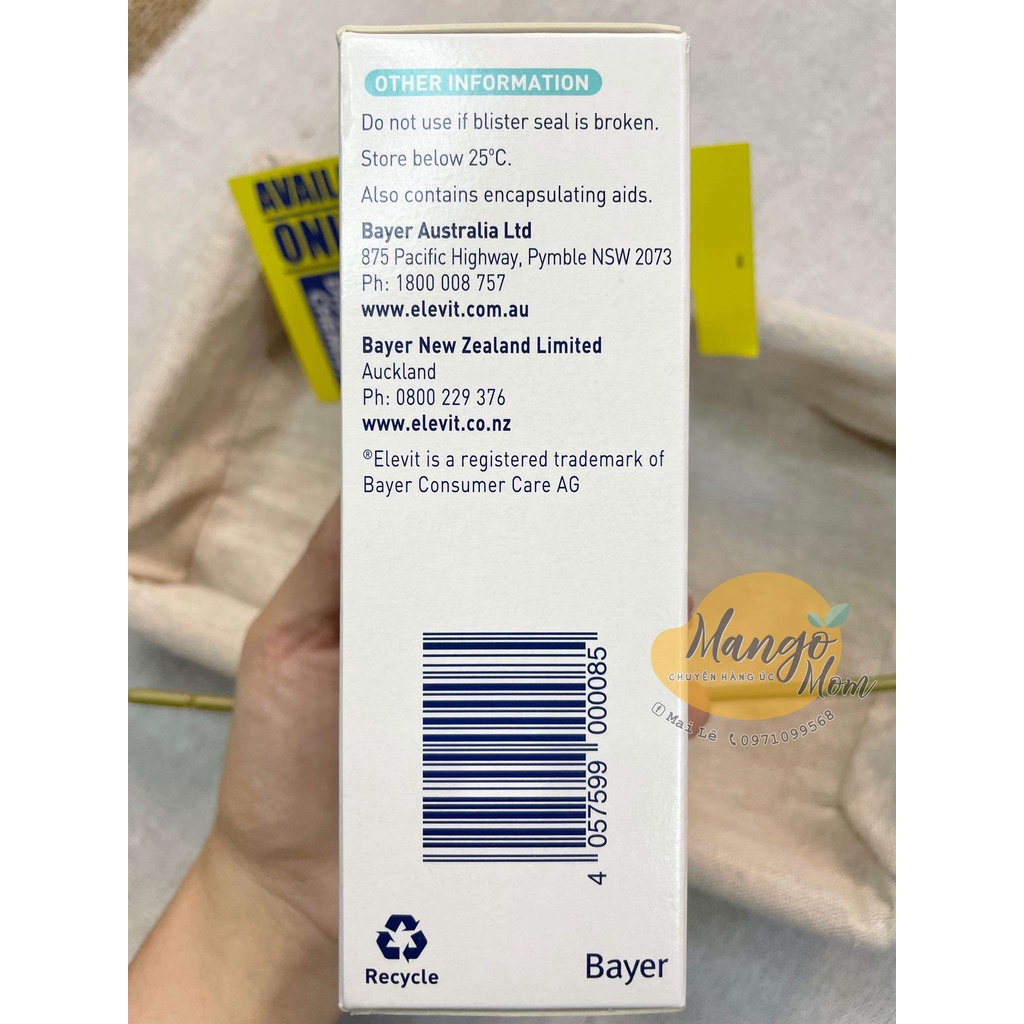 OTHER INFORMATION
Do not use if blister seal is broken.
Store below 25ºC.
Also contains encapsulating aids.
Bayer Australia Ltd
875 Pacific Highway, Pymble NSW 2073
Ph: 1800 008 757
www.elevit.com.au
Bayer New Zealand Limited
Auckland
Ph: 0800 229 376
www.elevit.co.nz
®Elevit is a registered trademark of
Bayer Consumer Care AG
4 057599 000085
Recycle
Bayer
Mango
CHUYÊN HÀNG ÚC
Mom
Mai Lê 0971099568